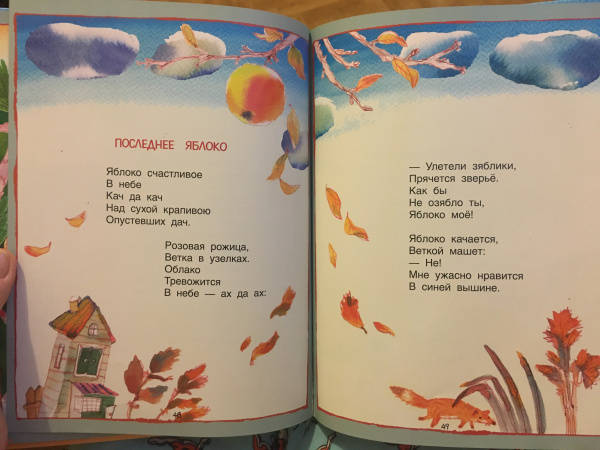 ПОСЛЕДНЕЕ ЯБЛОКО
Яблоко счастливое
В небе
Кач да кач
Над сухой крапивою
Опустевших дач.
Розовая рожица,
Ветка в узелках.
Облако
Тревожится
В небе — ах да ах:
48
— Улетели зяблики,
Прячется зверьё.
Как бы
Не озябло ты,
Яблоко моё!
Яблоко качается,
Веткой машет:
— Не!
Мне ужасно нравится
В синей вышине.
49